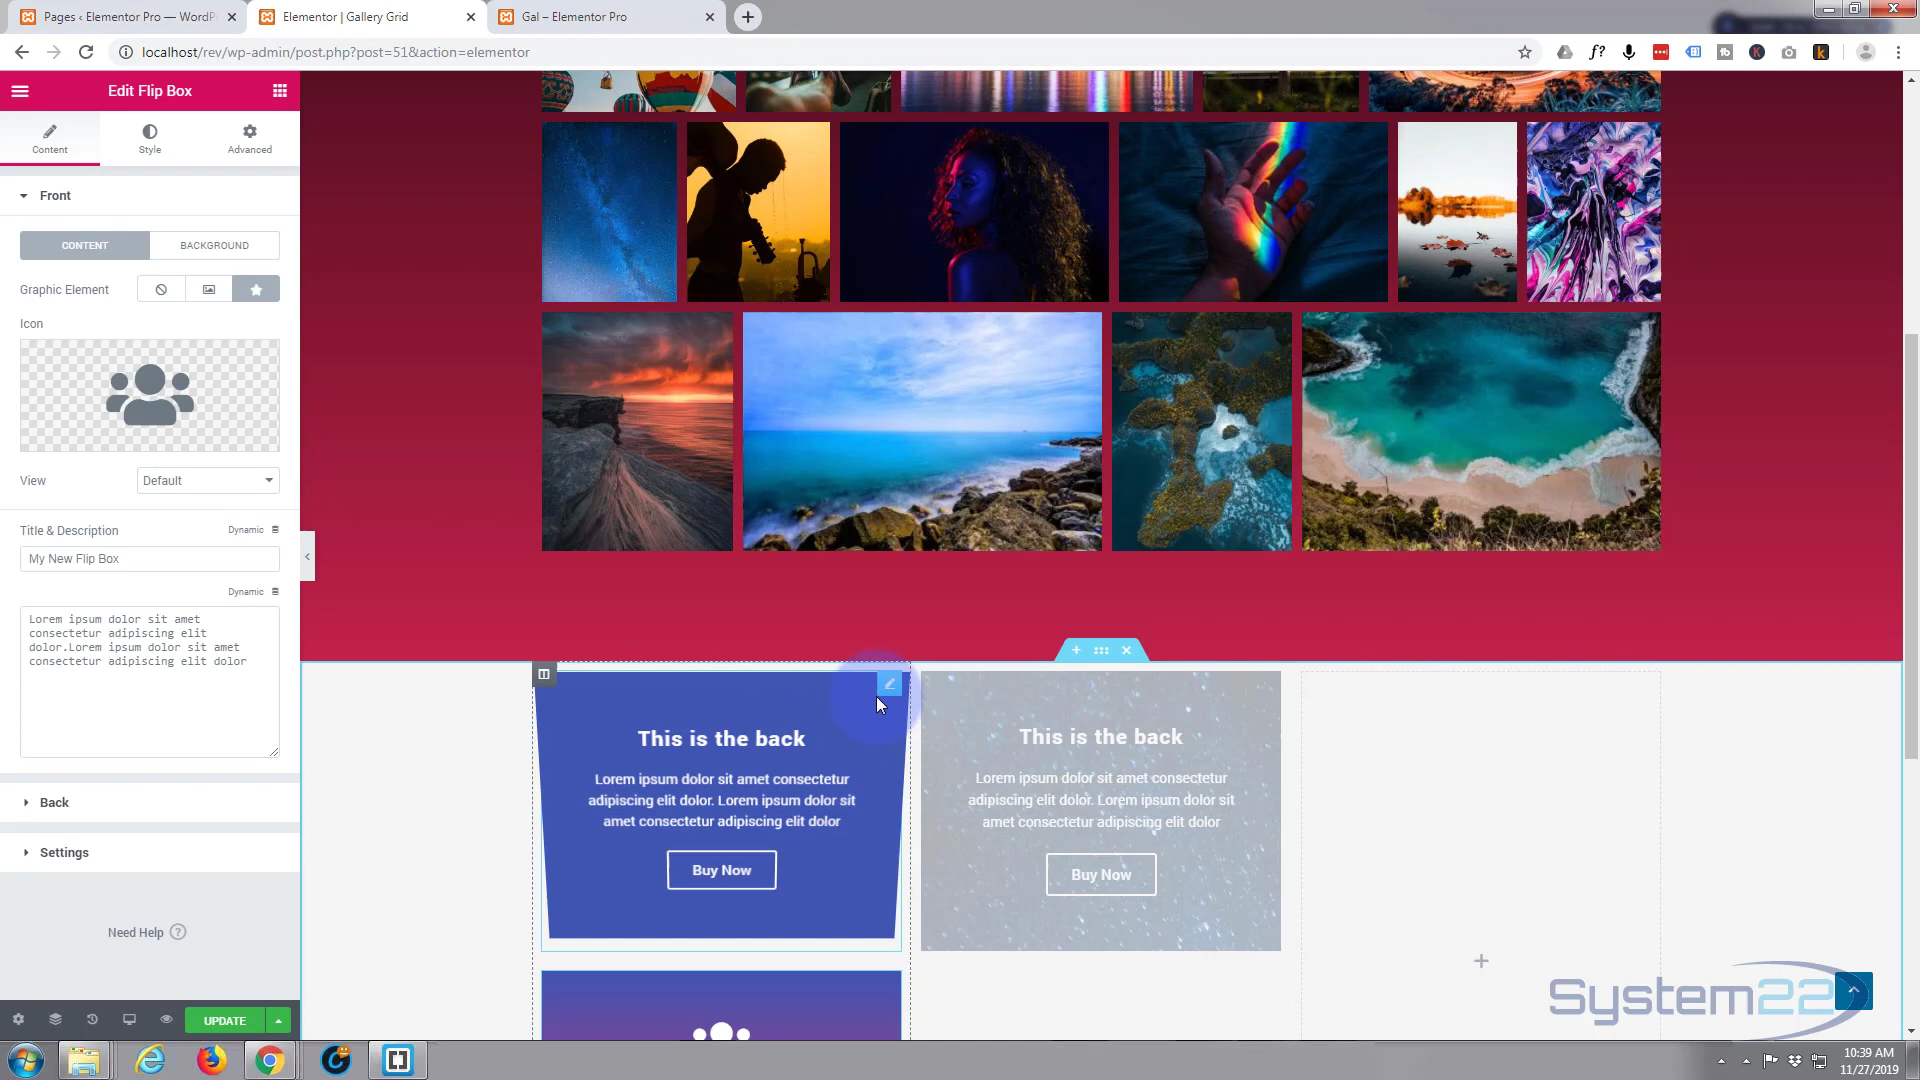 Pages ‹ Elementor Pro — WordP
Elementor | Gallery Grid
Gal – Elementor Pro
localhost/rev/wp-admin/post.php?post=51&action=elementor
Edit Flip Box
Content
Style
Advanced
Front
CONTENT
BACKGROUND
Graphic Element
Icon
View
Default
Title & Description
Dynamic
My New Flip Box
Dynamic
Lorem ipsum dolor sit amet
consectetur adipiscing elit
dolor.Lorem ipsum dolor sit amet
consectetur adipiscing elit dolor
Back
Settings
Need Help
UPDATE
This is the back
Lorem ipsum dolor sit amet consectetur
adipiscing elit dolor. Lorem ipsum dolor sit
amet consectetur adipiscing elit dolor
Buy Now
This is the back
Lorem ipsum dolor sit amet consectetur
adipiscing elit dolor. Lorem ipsum dolor sit
amet consectetur adipiscing elit dolor
Buy Now
System22
10:39 AM
11/27/2019